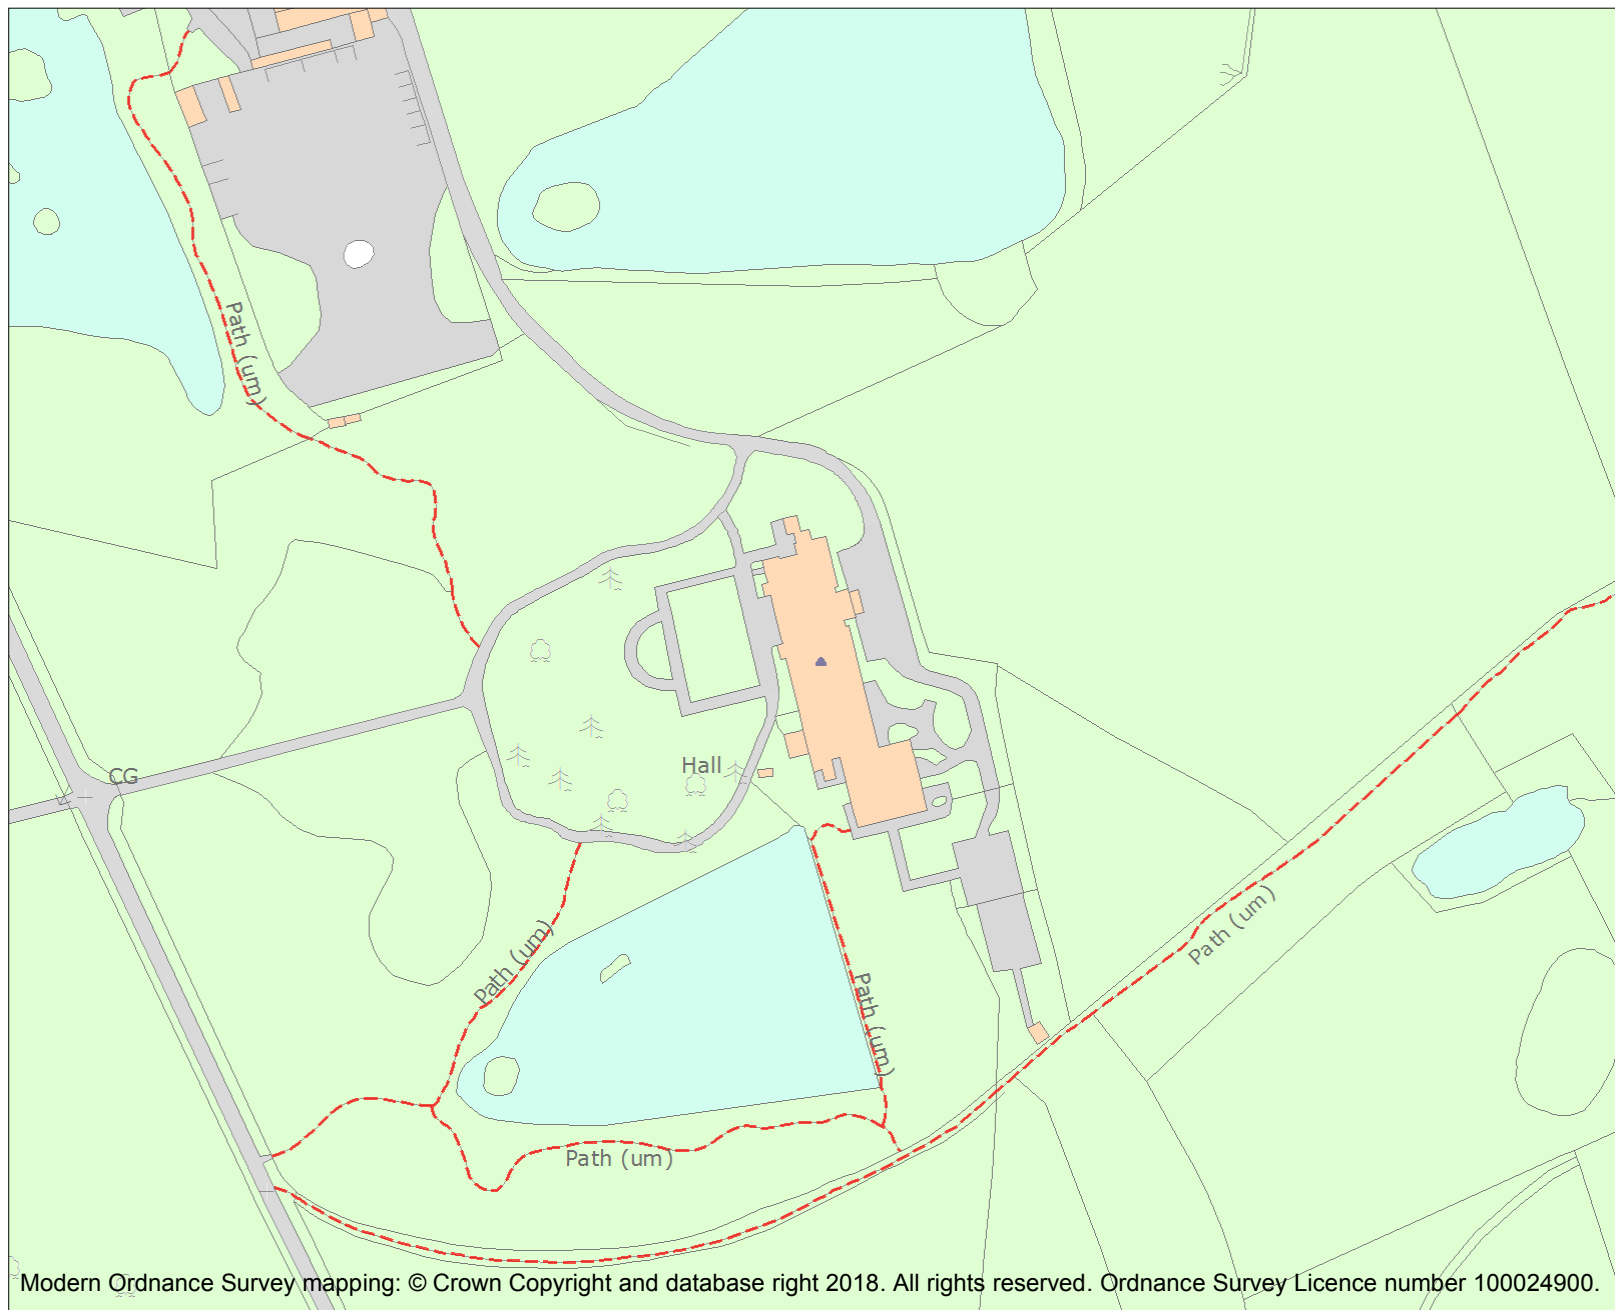 Path (um)
CG
Hall
Path (um)
Path (um)
Path (um)
Path (um)
Modern Ordnance Survey mapping: © Crown Copyright and database right 2018. All rights reserved. Ordnance Survey Licence number 100024900.